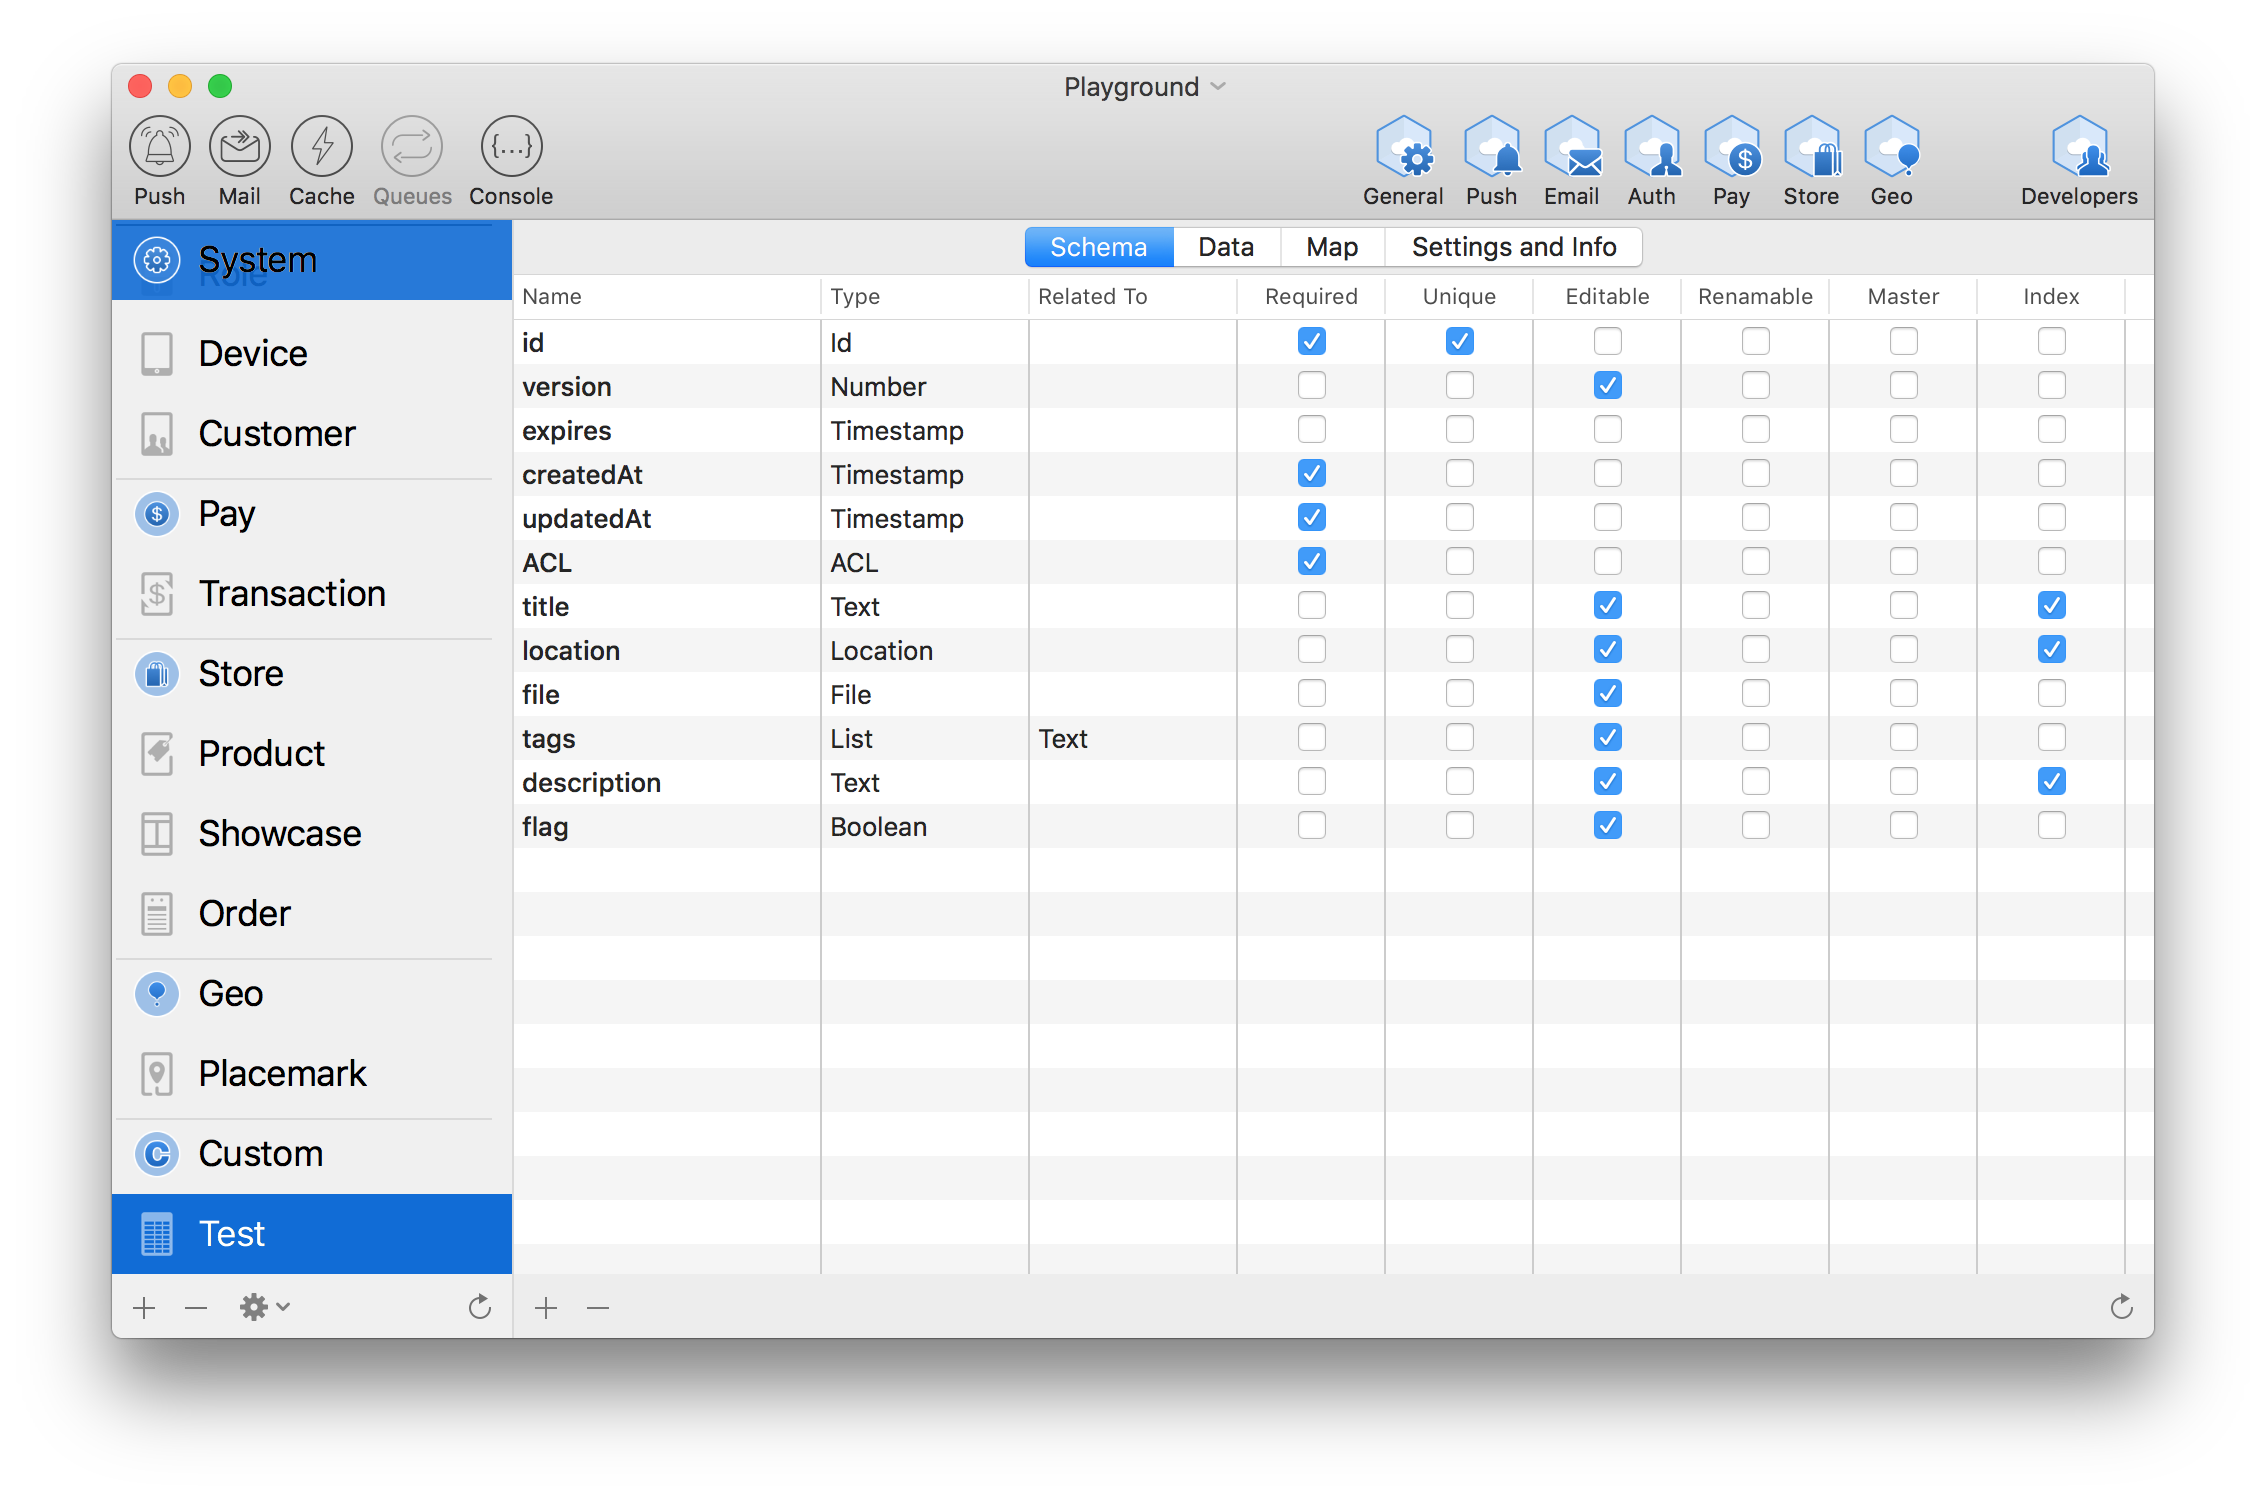 Playground
Push Mail Cache Queues {...} Console General Push Email Auth $ Pay Store Geo Developers
System
Role
Device
Customer
$ Pay
$ Transaction
Store
Product
Showcase
Order
Geo
Placemark
C Custom
Test
Schema Data Map Settings and Info
Name Type Related To Required Unique Editable Renamable Master Index
id Id
version Number
expires Timestamp
createdAt Timestamp
updatedAt Timestamp
ACL ACL
title Text
location Location
file File
tags List Text
description Text
flag Boolean